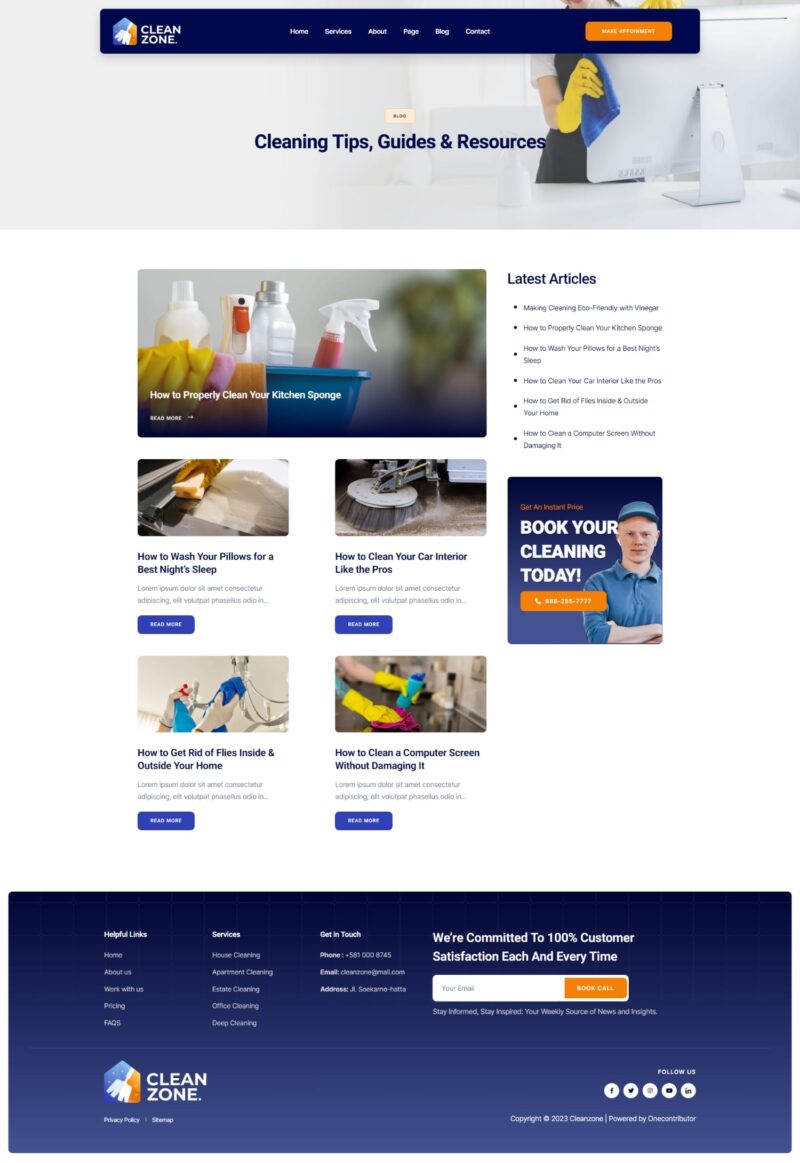 CLEAN
ZONE.
Home
Services
About
Page
Blog
Contact
MAKE APPOINMENT
BLOG
Cleaning Tips, Guides & Resources
How to Properly Clean Your Kitchen Sponge
READ MORE →
How to Wash Your Pillows for a
Best Night's Sleep
Lorem ipsum dolor sit amet consectetur
adipiscing, elit volutpat phasellus odio in...
READ MORE
How to Clean Your Car Interior
Like the Pros
Lorem ipsum dolor sit amet consectetur
adipiscing, elit volutpat phasellus odio in...
READ MORE
How to Get Rid of Flies Inside &
Outside Your Home
Lorem ipsum dolor sit amet consectetur
adipiscing, elit volutpat phasellus odio in...
READ MORE
How to Clean a Computer Screen
Without Damaging It
Lorem ipsum dolor sit amet consectetur
adipiscing, elit volutpat phasellus odio in...
READ MORE
Latest Articles
Making Cleaning Eco-Friendly with Vinegar
How to Properly Clean Your Kitchen Sponge
How to Wash Your Pillows for a Best Night's
Sleep
How to Clean Your Car Interior Like the Pros
How to Get Rid of Flies Inside & Outside
Your Home
How to Clean a Computer Screen Without
Damaging It
Get An Instant Price
BOOK YOUR
CLEANING
TODAY!
888-255-7777
Helpful Links
Home
About us
Work with us
Pricing
FAQS
Services
House Cleaning
Apartment Cleaning
Estate Cleaning
Office Cleaning
Deep Cleaning
Get in Touch
Phone : +581 000 8745
Email: cleanzone@mail.com
Address: Jl. Soekarno-hatta
We're Committed To 100% Customer
Satisfaction Each And Every Time
Your Email
BOOK CALL
Stay Informed, Stay Inspired: Your Weekly Source of News and Insights.
CLEAN
ZONE.
Privacy Policy | Sitemap
FOLLOW US
Copyright © 2023 Cleanzone | Powered by Onecontributor